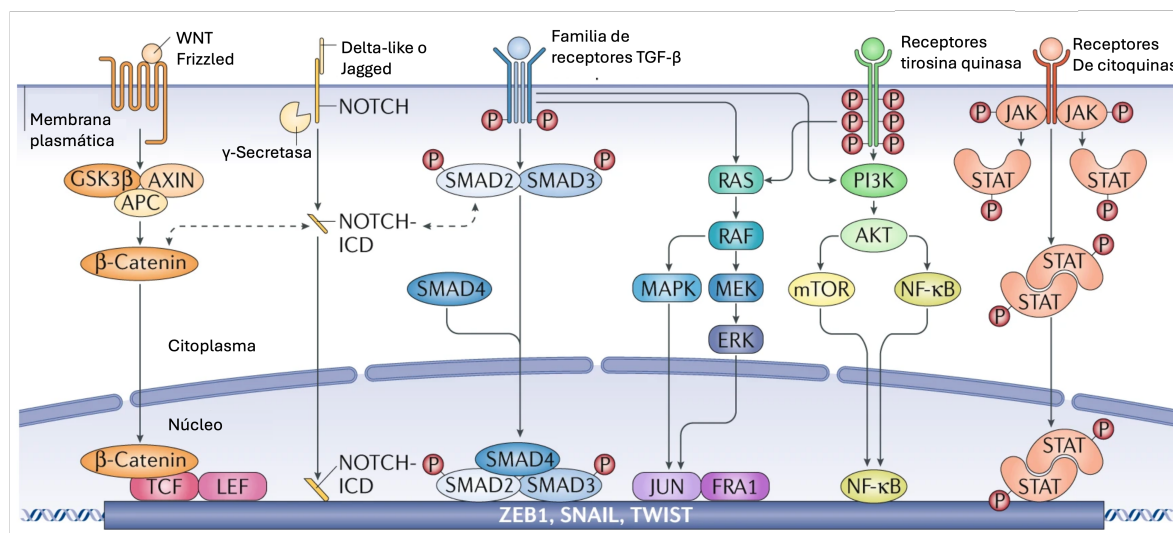 WNT
Frizzled
Delta-like o
Jagged
Familia de
receptores TGF-β
Receptores
tirosina quinasa
Receptores
De citoquinas
Membrana
plasmática
NOTCH
γ-Secretasa
P
P
P
P
P
P
P
P
P
JAK
JAK
P
GSK3β
AXIN
APC
P
SMAD2
SMAD3
P
RAS
PI3K
STAT
P
STAT
P
NOTCH-
ICD
β-Catenin
RAF
AKT
STAT
P
STAT
P
SMAD4
MAPK
MEK
mTOR
NF-κB
ERK
Citoplasma
Núcleo
β-Catenin
TCF
LEF
NOTCH-
ICD
P
SMAD4
SMAD2
SMAD3
P
JUN
FRA1
NF-κB
STAT
P
STAT
P
ZEB1, SNAIL, TWIST